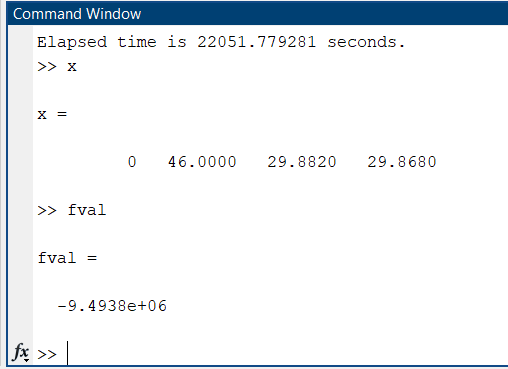 Command Window
Elapsed time is 22051.779281 seconds.
>> x
x =
0 46.0000 29.8820 29.8680
>> fval
fval =
-9.4938e+06
fx >>